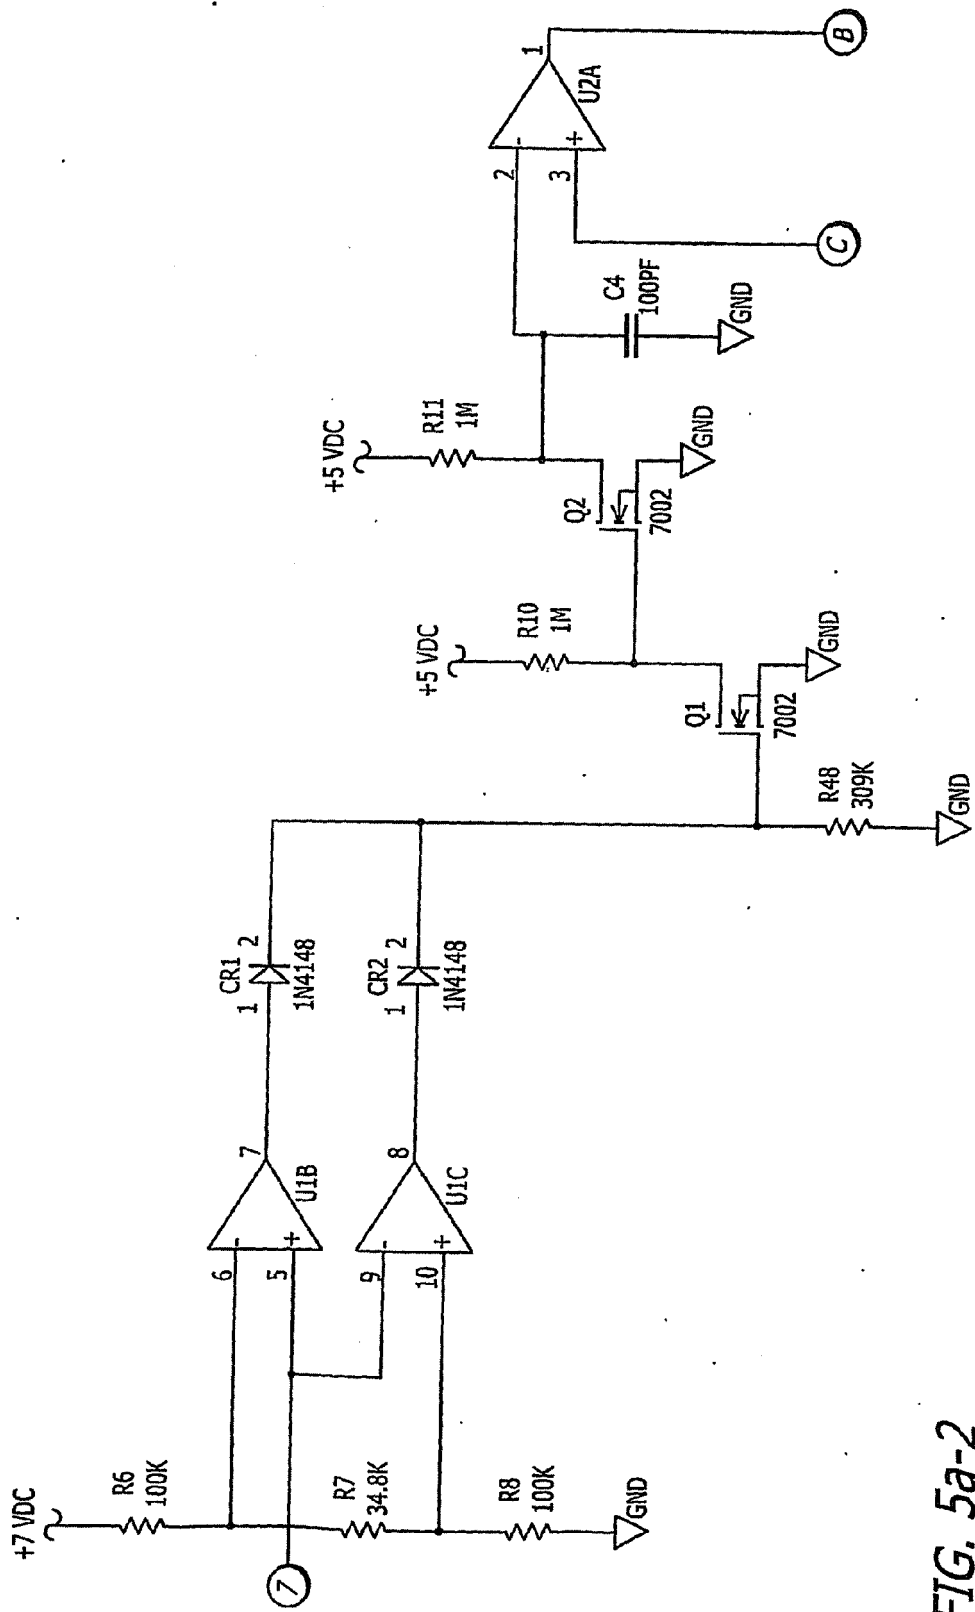 +7 VDC
R6
100K
7
R7
34.8K
R8
100K
GND
6
5
-
+
7
U1B
9
10
-
+
8
U1C
CR1
1
2
1N4148
CR2
1
2
1N4148
R48
309K
GND
+5 VDC
R10
1M
Q1
7002
GND
+5 VDC
R11
1M
Q2
7002
GND
C4
100PF
GND
2
3
-
+
1
U2A
C
B
FIG. 5a-2